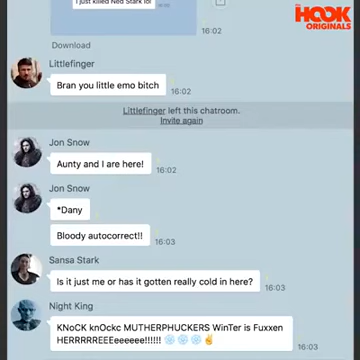 THE
HOOK
ORIGINALS
I just killed Ned Stark lol
16:02
Download
Littlefinger
Bran you little emo bitch
16:02
Littlefinger left this chatroom.
Invite again
Jon Snow
Aunty and I are here!
16:02
Jon Snow
*Dany
Bloody autocorrect!!
16:03
Sansa Stark
Is it just me or has it gotten really cold in here?
16:03
Night King
KNoCK knOckc MUTHERPHUCKERS WinTer is Fuxxen
HERRRRREEEeeeeee!!!!!! ❄️❄️❄️✌️
16:03